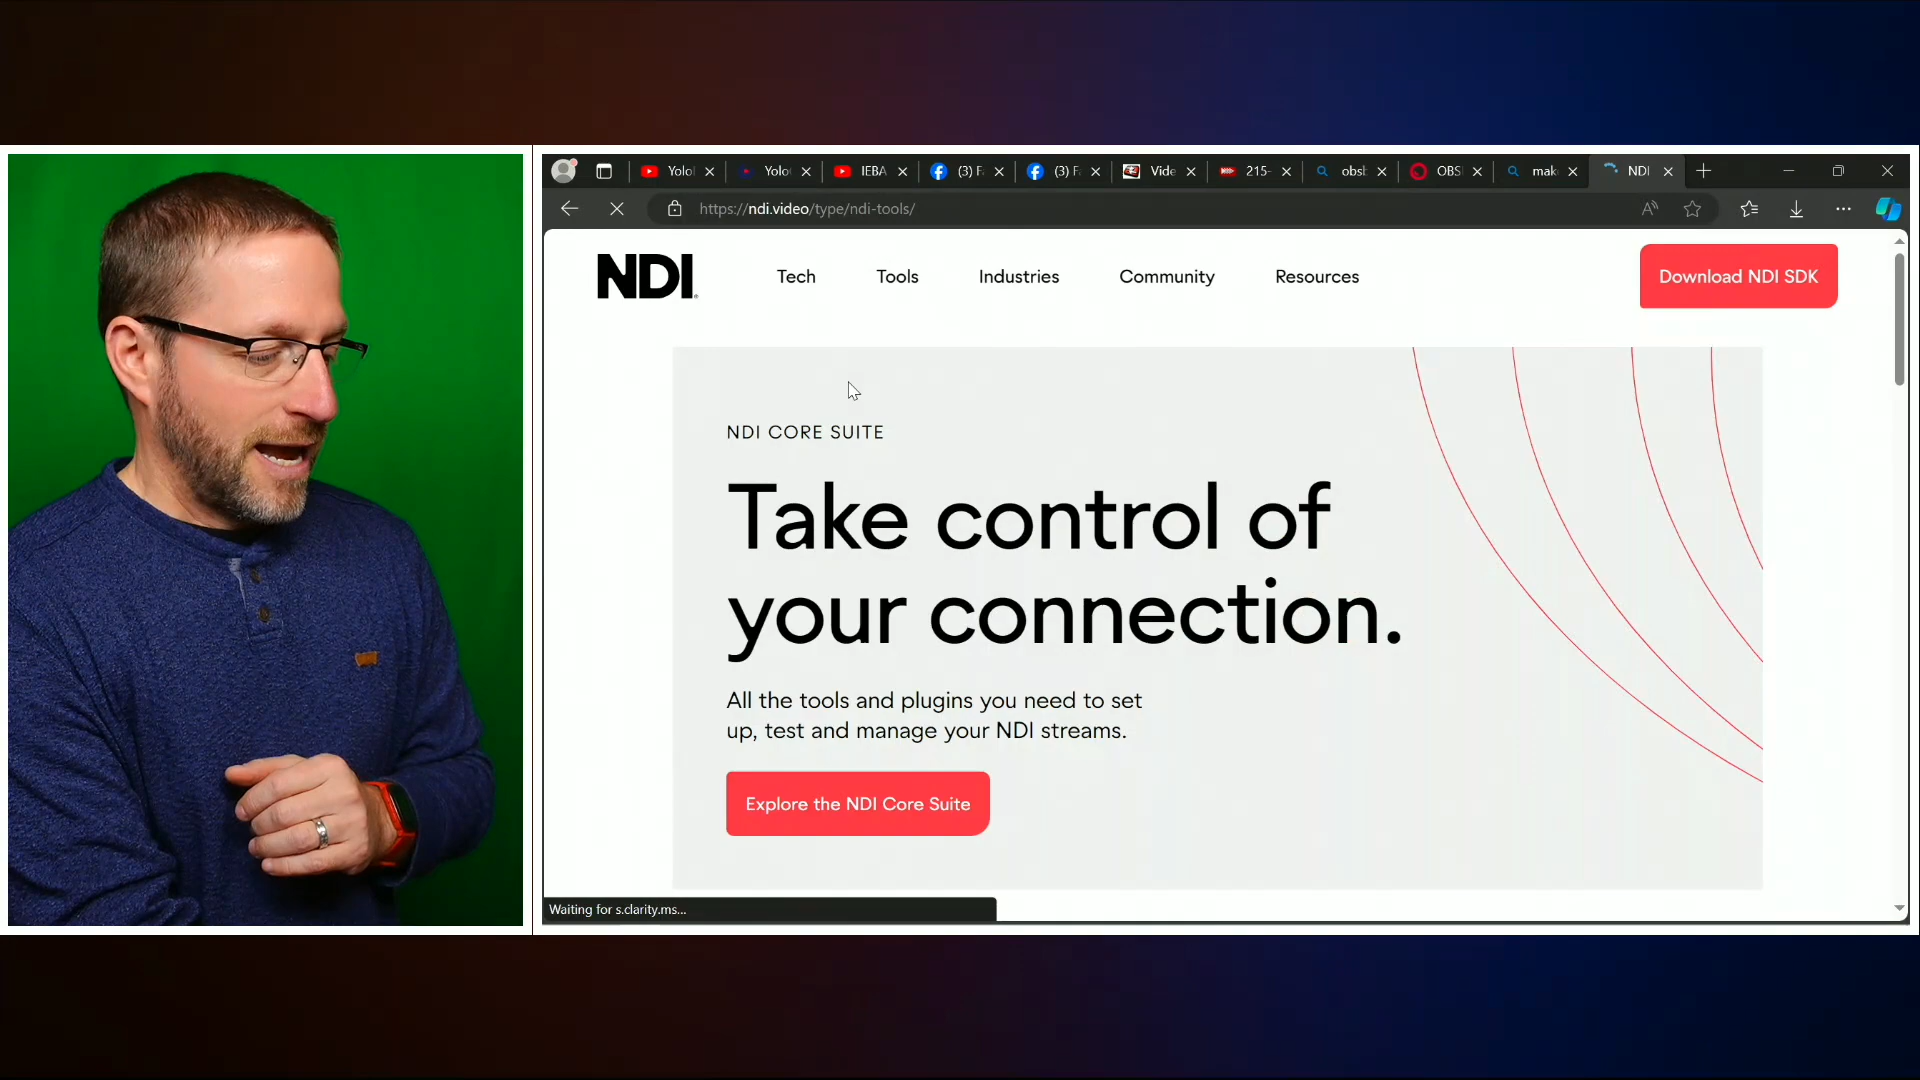 Yolo
Yolo
IEBA
(3) F
(3) F
Vide
215-
obsl
OBS
mak
NDI
https://ndi.video/type/ndi-tools/
NDI
Tech
Tools
Industries
Community
Resources
Download NDI SDK
NDI CORE SUITE
Take control of
your connection.
All the tools and plugins you need to set
up, test and manage your NDI streams.
Explore the NDI Core Suite
Waiting for s.clarity.ms...